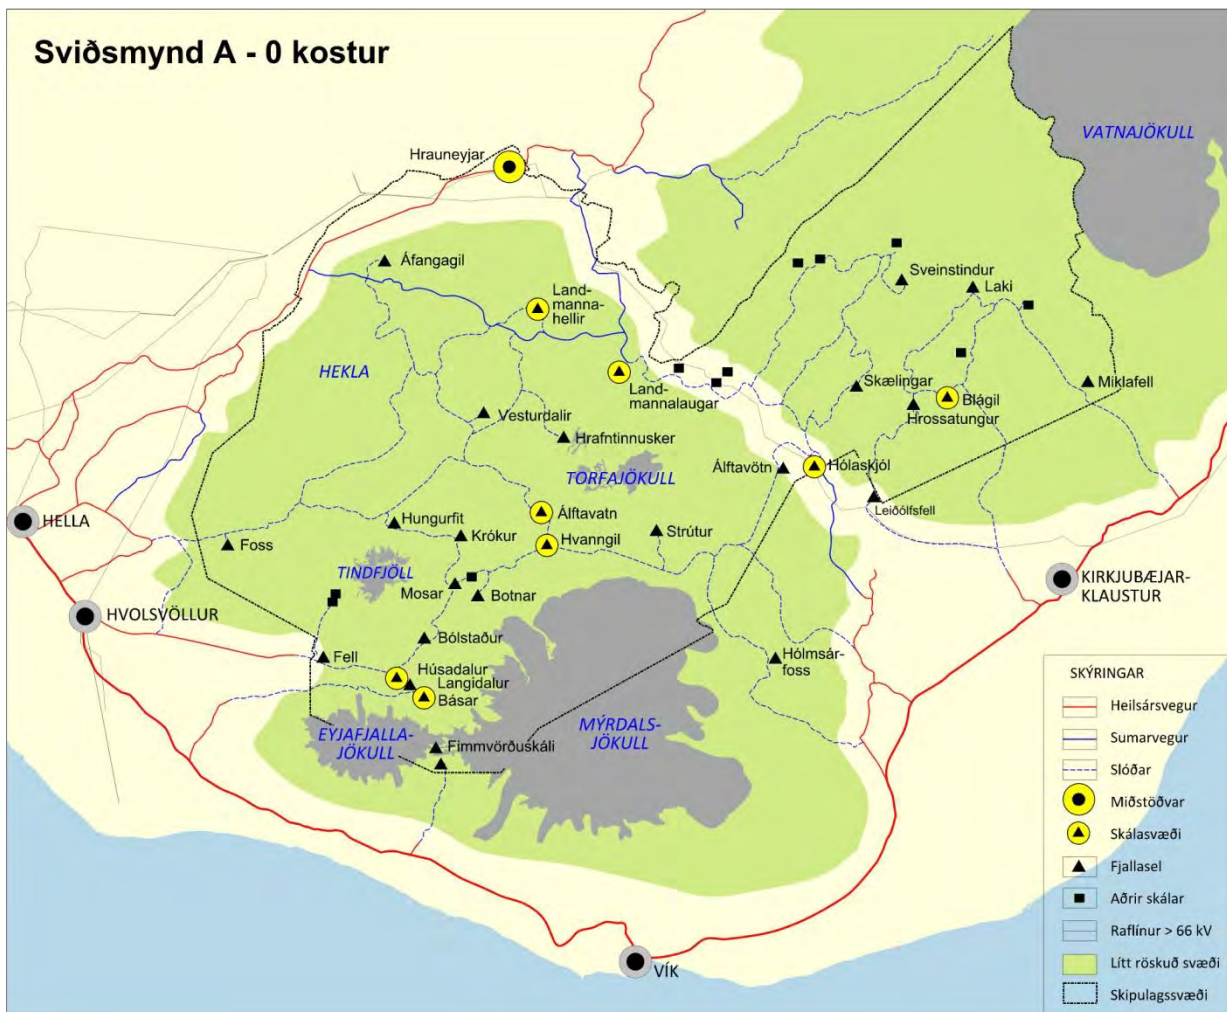 Sviðsmynd A - 0 kostur
VATNAJÖKULL
Hrauneyjar
Áfangagil
Sveinstindur
Laki
Land-
manna-
hellir
HEKLA
Skælingar
Miklafell
Land-
mannalaugar
Blágil
Hrossatungur
Vesturdalir
Hrafntinnusker
TORFAJÖKULL
Álftavötn
Hólaskjól
Leiðólfsfell
HELLA
Hungurfit
Álftavatn
Foss
Krókur
Hvanngil
Strútur
TINDFJÖLL
Mosar
Botnar
KIRKJUBÆJAR-
KLAUSTUR
HVOLSVÖLLUR
Bólstaður
Fell
Hólmsár-
foss
Húsadalur
Langidalur
Básar
EYJAFJALLA-
JÖKULL
MÝRDALS-
JÖKULL
Fimmvörðuskáli
VÍK
SKÝRINGAR
Heilsársvegur
Sumarvegur
Slóðar
Miðstöðvar
Skálasvæði
Fjallasel
Aðrir skálar
Raflínur > 66 kV
Lítt röskuð svæði
Skipulagssvæði